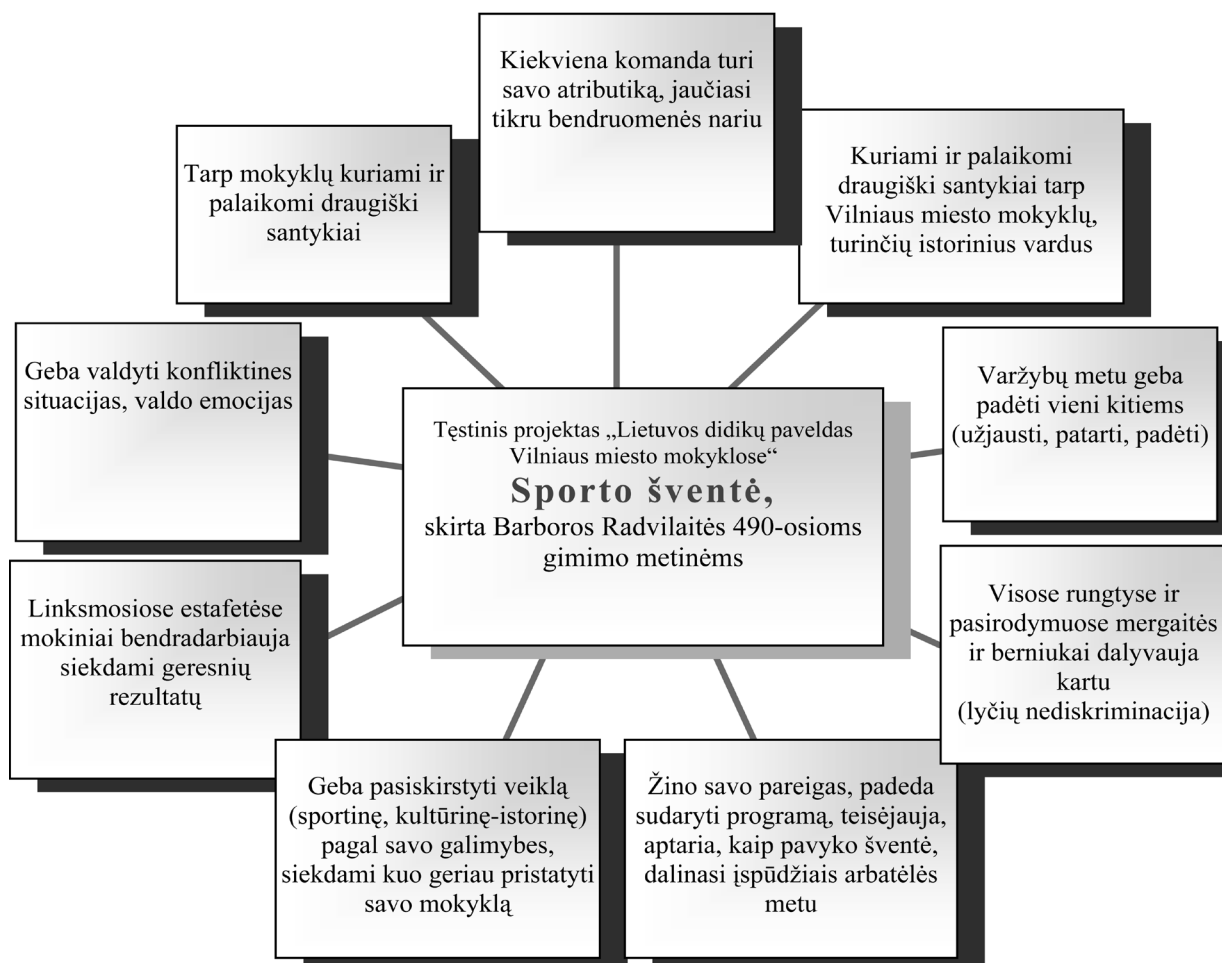 Kiekviena komanda turi
savo atributiką, jaučiasi
tikru bendruomenės nariu
Tarp mokyklų kuriami ir
palaikomi draugiški
santykiai
Kuriami ir palaikomi
draugiški santykiai tarp
Vilniaus miesto mokyklų,
turinčių istorinius vardus
Geba valdyti konfliktines
situacijas, valdo emocijas
Varžybų metu geba
padėti vieni kitiems
(užjausti, patarti, padėti)
Tęstinis projektas „Lietuvos didikų paveldas
Vilniaus miesto mokyklose“
Sporto šventė,
skirta Barboros Radvilaitės 490-osioms
gimimo metinėms
Linksmosiose estafetėse
mokiniai bendradarbiauja
siekdami geresnių
rezultatų
Visose rungtyse ir
pasirodymuose mergaitės
ir berniukai dalyvauja
kartu
(lyčių nediskriminacija)
Geba pasiskirstyti veiklą
(sportinę, kultūrinę-istorinę)
pagal savo galimybes,
siekdami kuo geriau pristatyti
savo mokyklą
Žino savo pareigas, padeda
sudaryti programą, teisėjauja,
aptaria, kaip pavyko šventė,
dalinasi įspūdžiais arbatėlės
metu